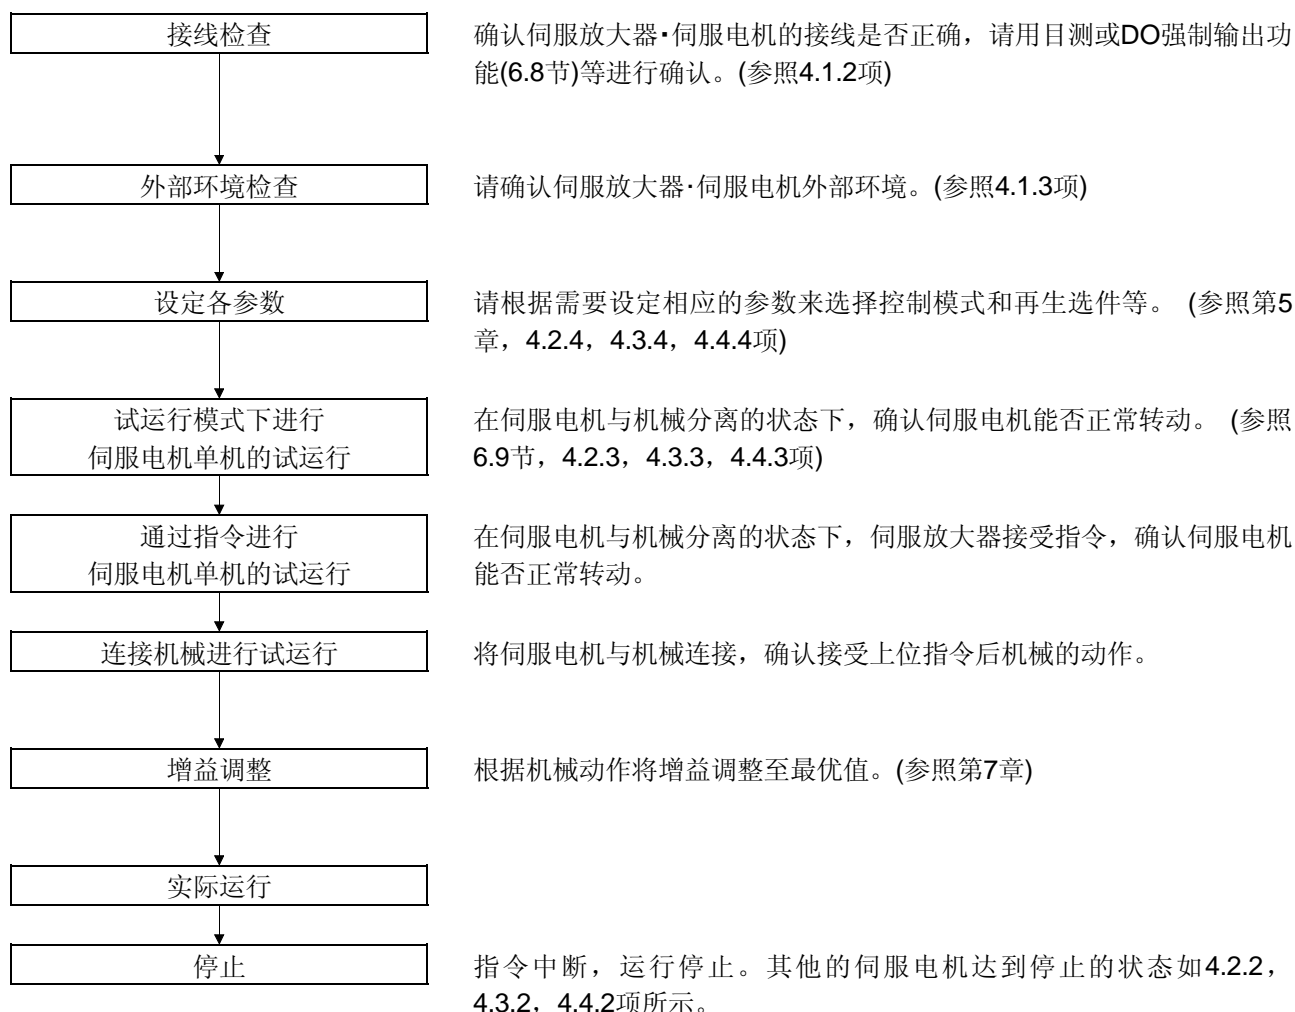 接线检查
确认伺服放大器·伺服电机的接线是否正确，请用目测或DO强制输出功
能(6.8节)等进行确认。(参照4.1.2项)
外部环境检查
请确认伺服放大器·伺服电机外部环境。(参照4.1.3项)
设定各参数
请根据需要设定相应的参数来选择控制模式和再生选件等。 (参照第5
章，4.2.4，4.3.4，4.4.4项)
试运行模式下进行
伺服电机单机的试运行
在伺服电机与机械分离的状态下，确认伺服电机能否正常转动。 (参照
6.9节，4.2.3，4.3.3，4.4.3项)
通过指令进行
伺服电机单机的试运行
在伺服电机与机械分离的状态下，伺服放大器接受指令，确认伺服电机
能否正常转动。
连接机械进行试运行
将伺服电机与机械连接，确认接受上位指令后机械的动作。
增益调整
根据机械动作将增益调整至最优值。(参照第7章)
实际运行
停止
指令中断，运行停止。其他的伺服电机达到停止的状态如4.2.2，
4.3.2，4.4.2项所示。